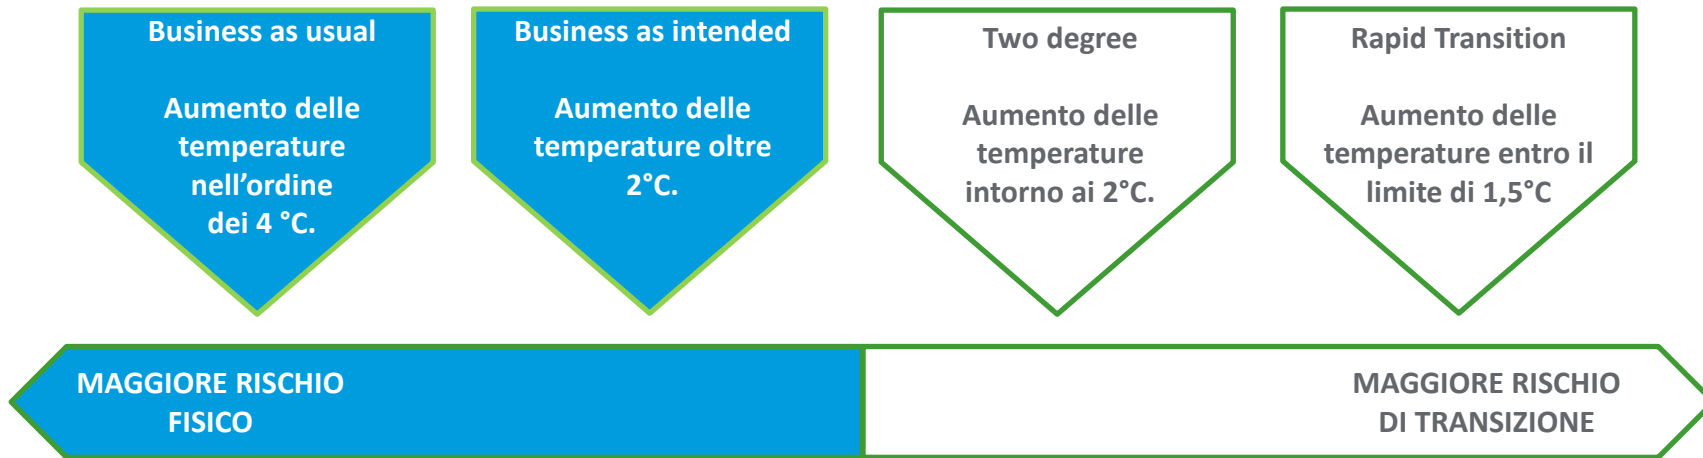 Business as usual
Aumento delle
temperature
nell’ordine
dei 4 °C.
Business as intended
Aumento delle
temperature oltre
2°C.
Two degree
Aumento delle
temperature
intorno ai 2°C.
Rapid Transition
Aumento delle
temperature entro il
limite di 1,5°C
MAGGIORE RISCHIO
FISICO
MAGGIORE RISCHIO
DI TRANSIZIONE